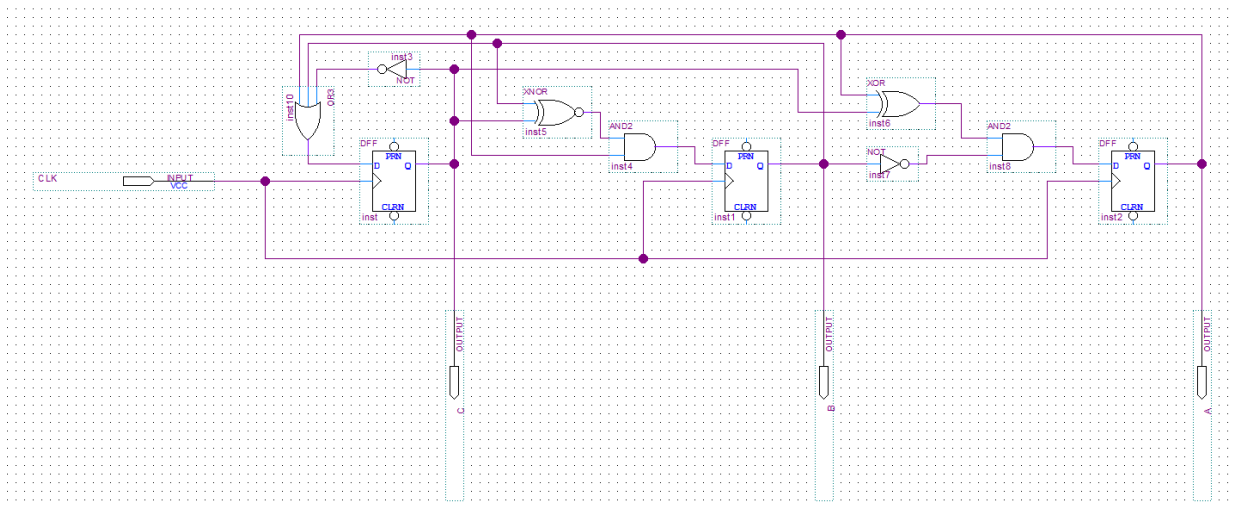 inst3
NOT
inst10
OR3
XNOR
inst5
AND2
inst4
XOR
inst6
AND2
inst8
NOT
inst7
DFF
PRN
D
Q
CLRN
inst
DFF
PRN
D
Q
CLRN
inst1
DFF
PRN
D
Q
CLRN
inst2
CLK
INPUT
VCC
OUTPUT
C
OUTPUT
B
OUTPUT
A